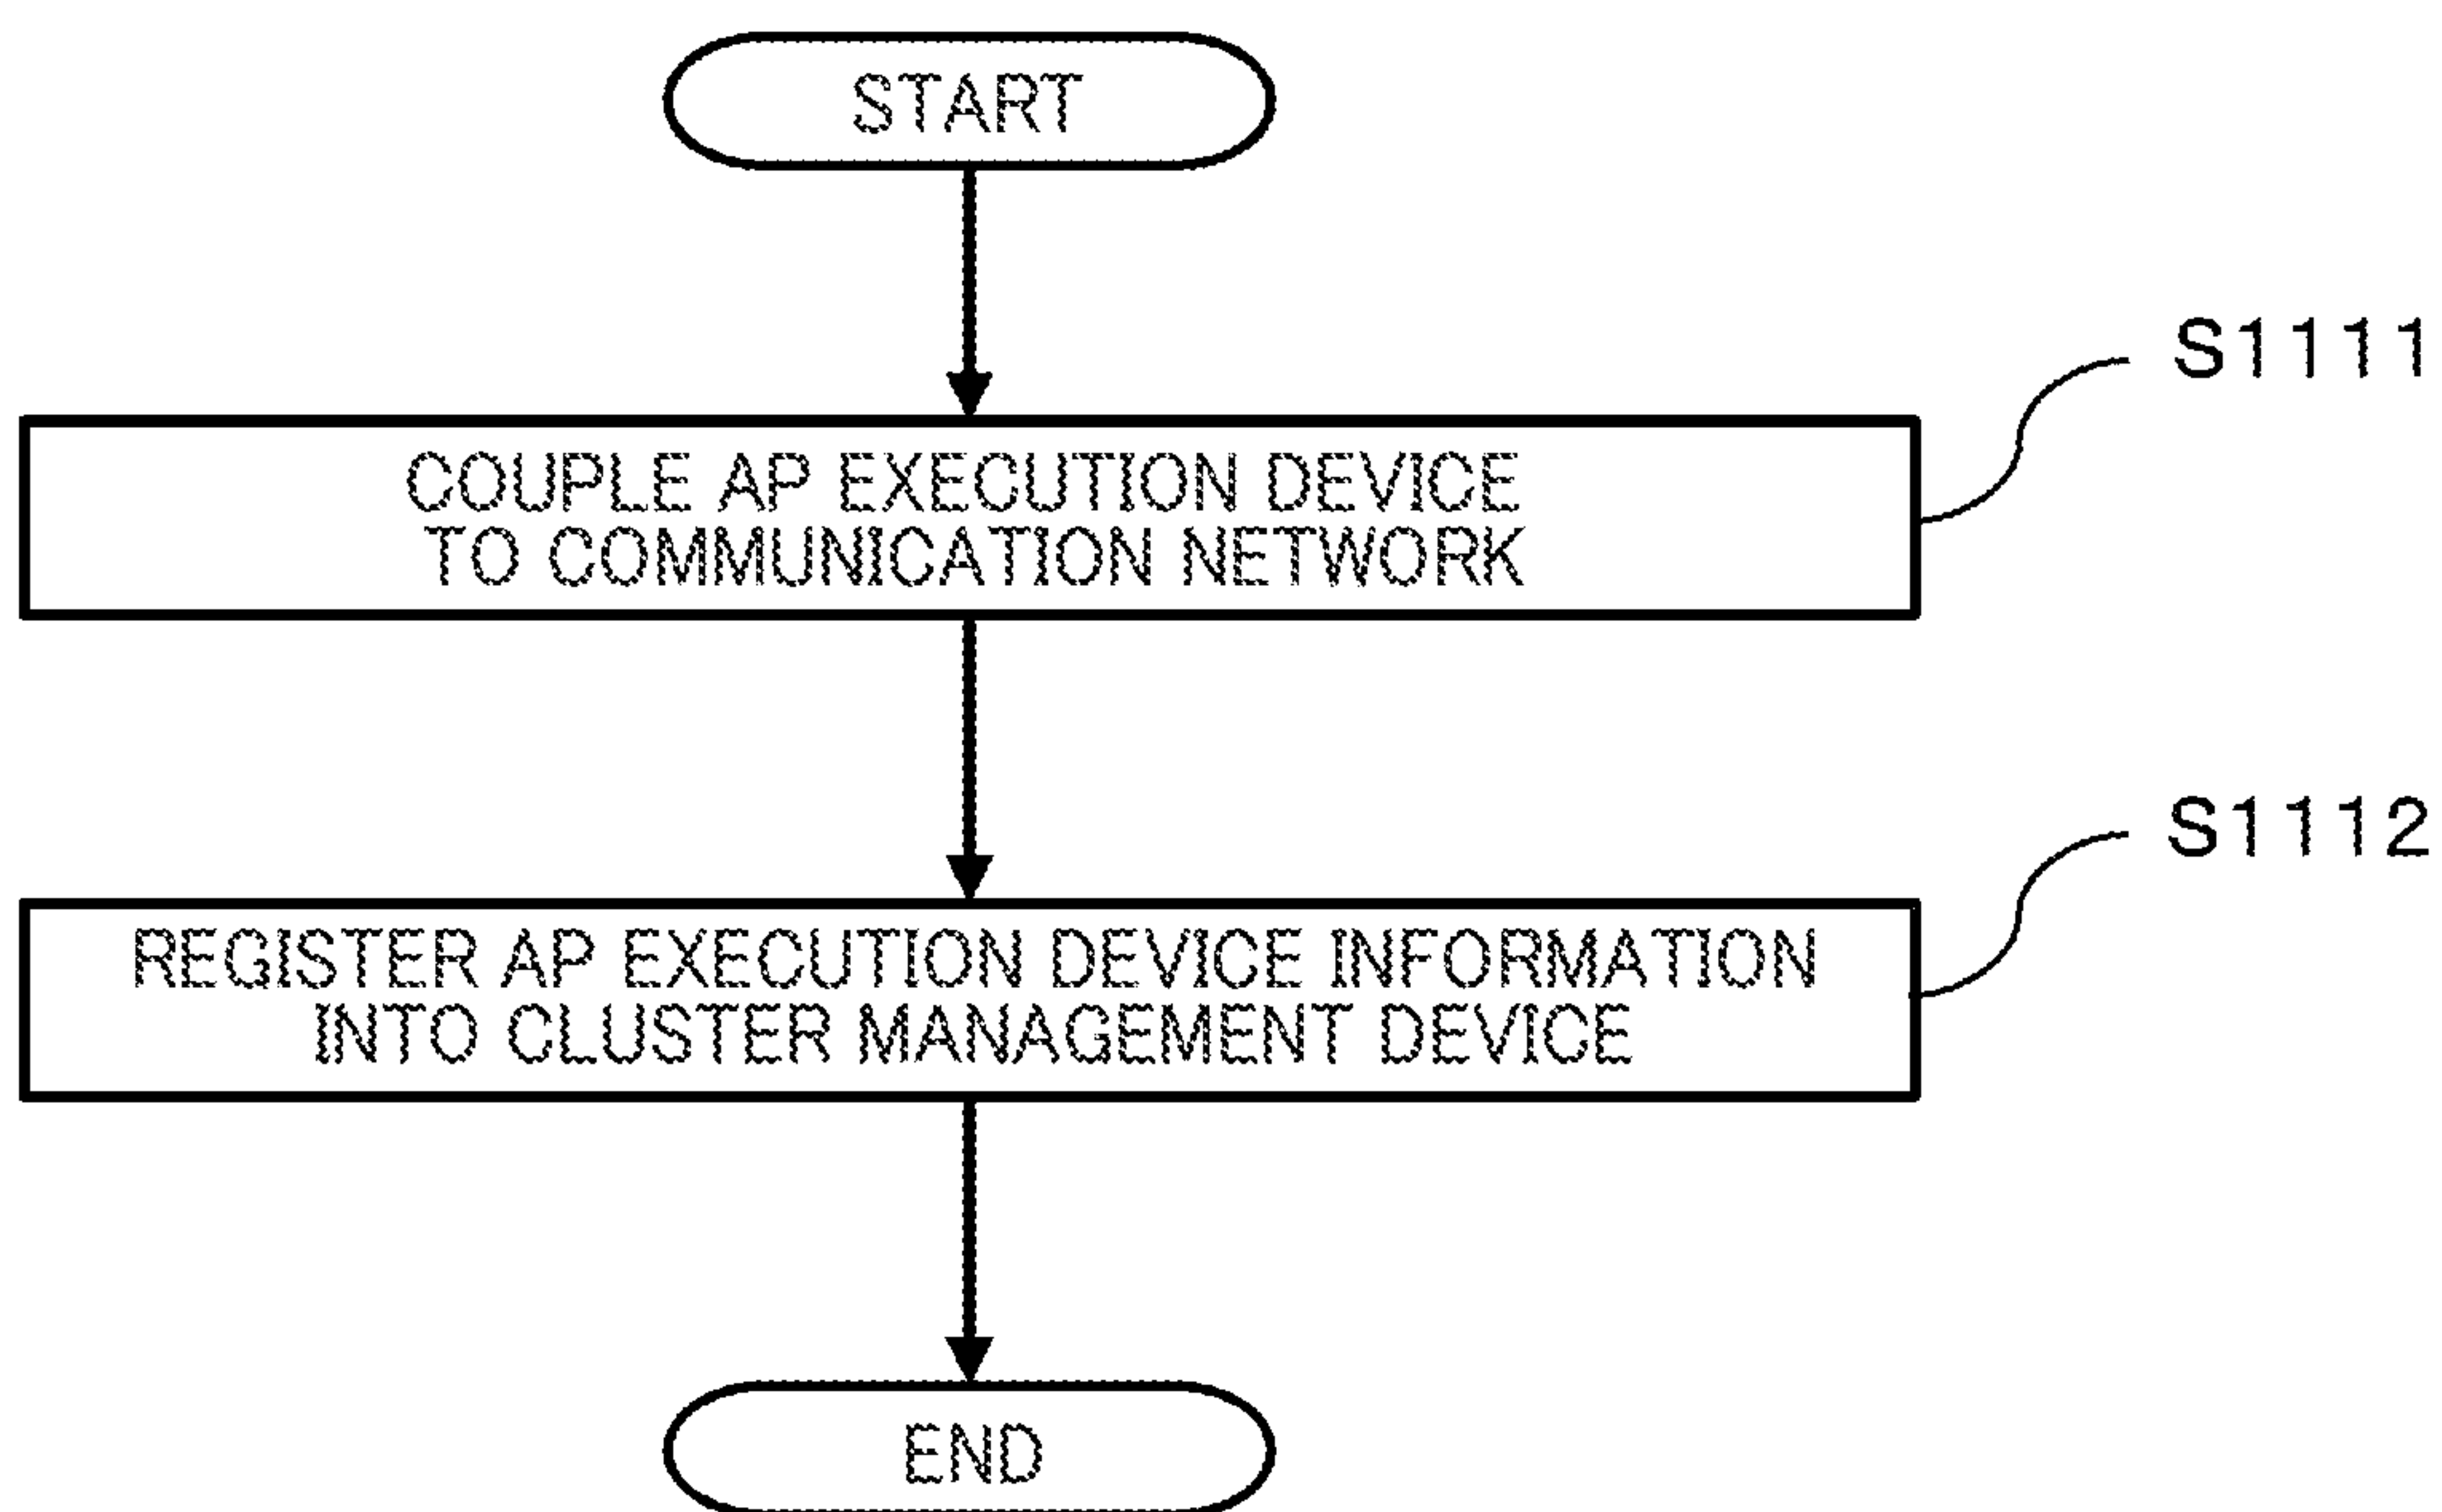 START
S1111
COUPLE AP EXECUTION DEVICE
TO COMMUNICATION NETWORK
S1112
REGISTER AP EXECUTION DEVICE INFORMATION
INTO CLUSTER MANAGEMENT DEVICE
END